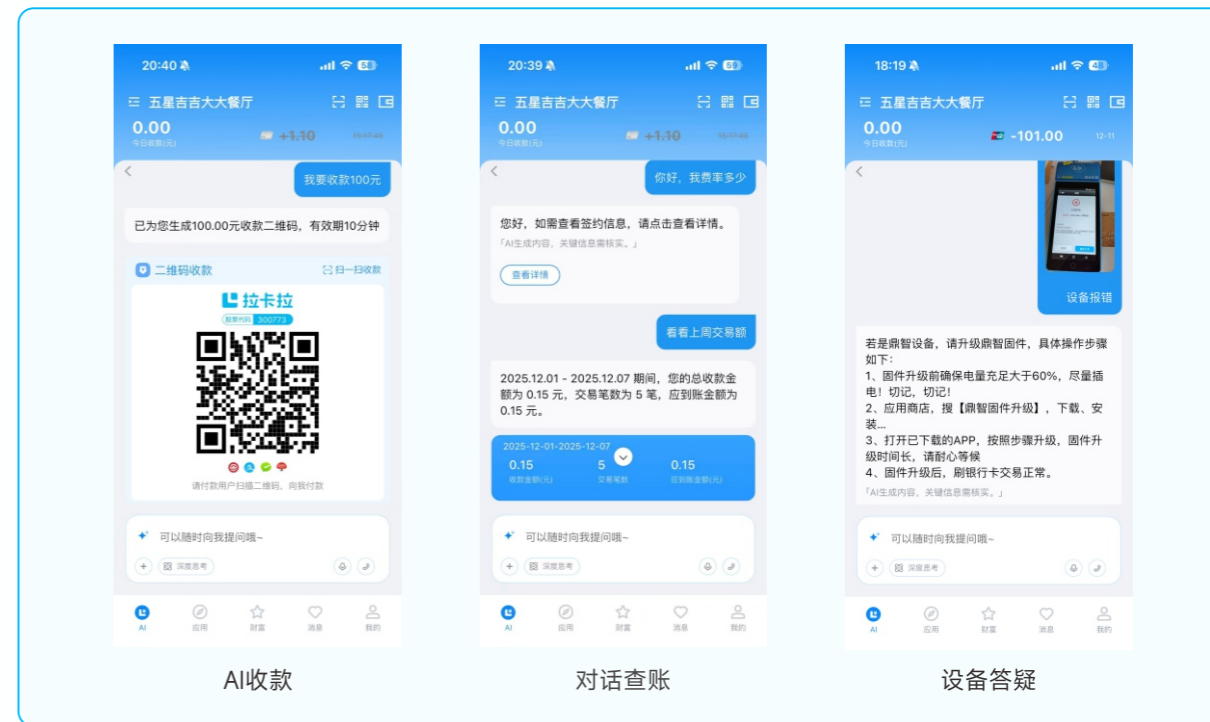 20:40
五星吉吉大大餐厅
0.00
+1.10
今日收款(元)
我要收款100元
已为您生成100.00元收款二维码，有效期10分钟
二维码收款
扫一扫收款
拉卡拉
股票代码 300773
请付款用户扫描二维码，向我付款
可以随时向我提问哦~
深度思考
AI
应用
财富
消息
我的
AI收款
20:39
五星吉吉大大餐厅
0.00
+1.10
今日收款(元)
你好，我费率多少
您好，如需查看签约信息，请点击查看详情。
「AI生成内容，关键信息需核实。」
查看详情
看看上周交易额
2025.12.01 - 2025.12.07 期间，您的总收款金
额为 0.15 元，交易笔数为 5 笔，应到账金额为
0.15 元。
2025-12-01-2025-12-07
0.15
5
0.15
收款金额(元)
交易笔数
应到账金额(元)
可以随时向我提问哦~
深度思考
AI
应用
财富
消息
我的
对话查账
18:19
五星吉吉大大餐厅
0.00
-101.00
12-11
今日收款(元)
设备报错
若是鼎智设备，请升级鼎智固件，具体操作步骤
如下：
1、固件升级前确保电量充足大于60%，尽量插
电！切记，切记！
2、应用商店，搜【鼎智固件升级】，下载、安
装...
3、打开已下载的APP，按照步骤升级，固件升
级时间长，请耐心等候
4、固件升级后，刷银行卡交易正常。
「AI生成内容，关键信息需核实。」
可以随时向我提问哦~
深度思考
AI
应用
财富
消息
我的
设备答疑